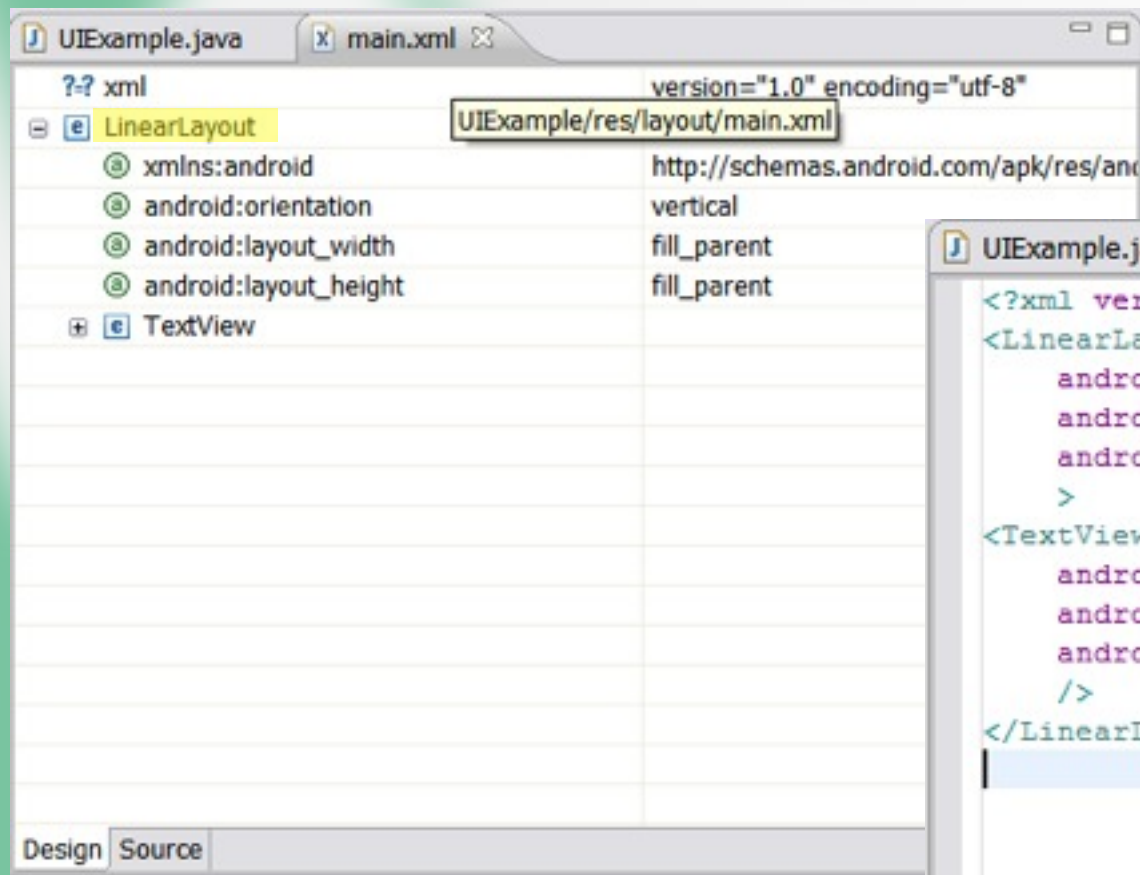 UIExample.java main.xml
?=? xml version="1.0" encoding="utf-8"
UIExample/res/layout/main.xml
e LinearLayout
a xmlns:android http://schemas.android.com/apk/res/and
a android:orientation vertical
a android:layout_width fill_parent
a android:layout_height fill_parent
e TextView
Design Source
UIExample.j
<?xml ver
<LinearLa
andro
andro
andro
>
<TextView
andro
andro
andro
/>
</LinearL